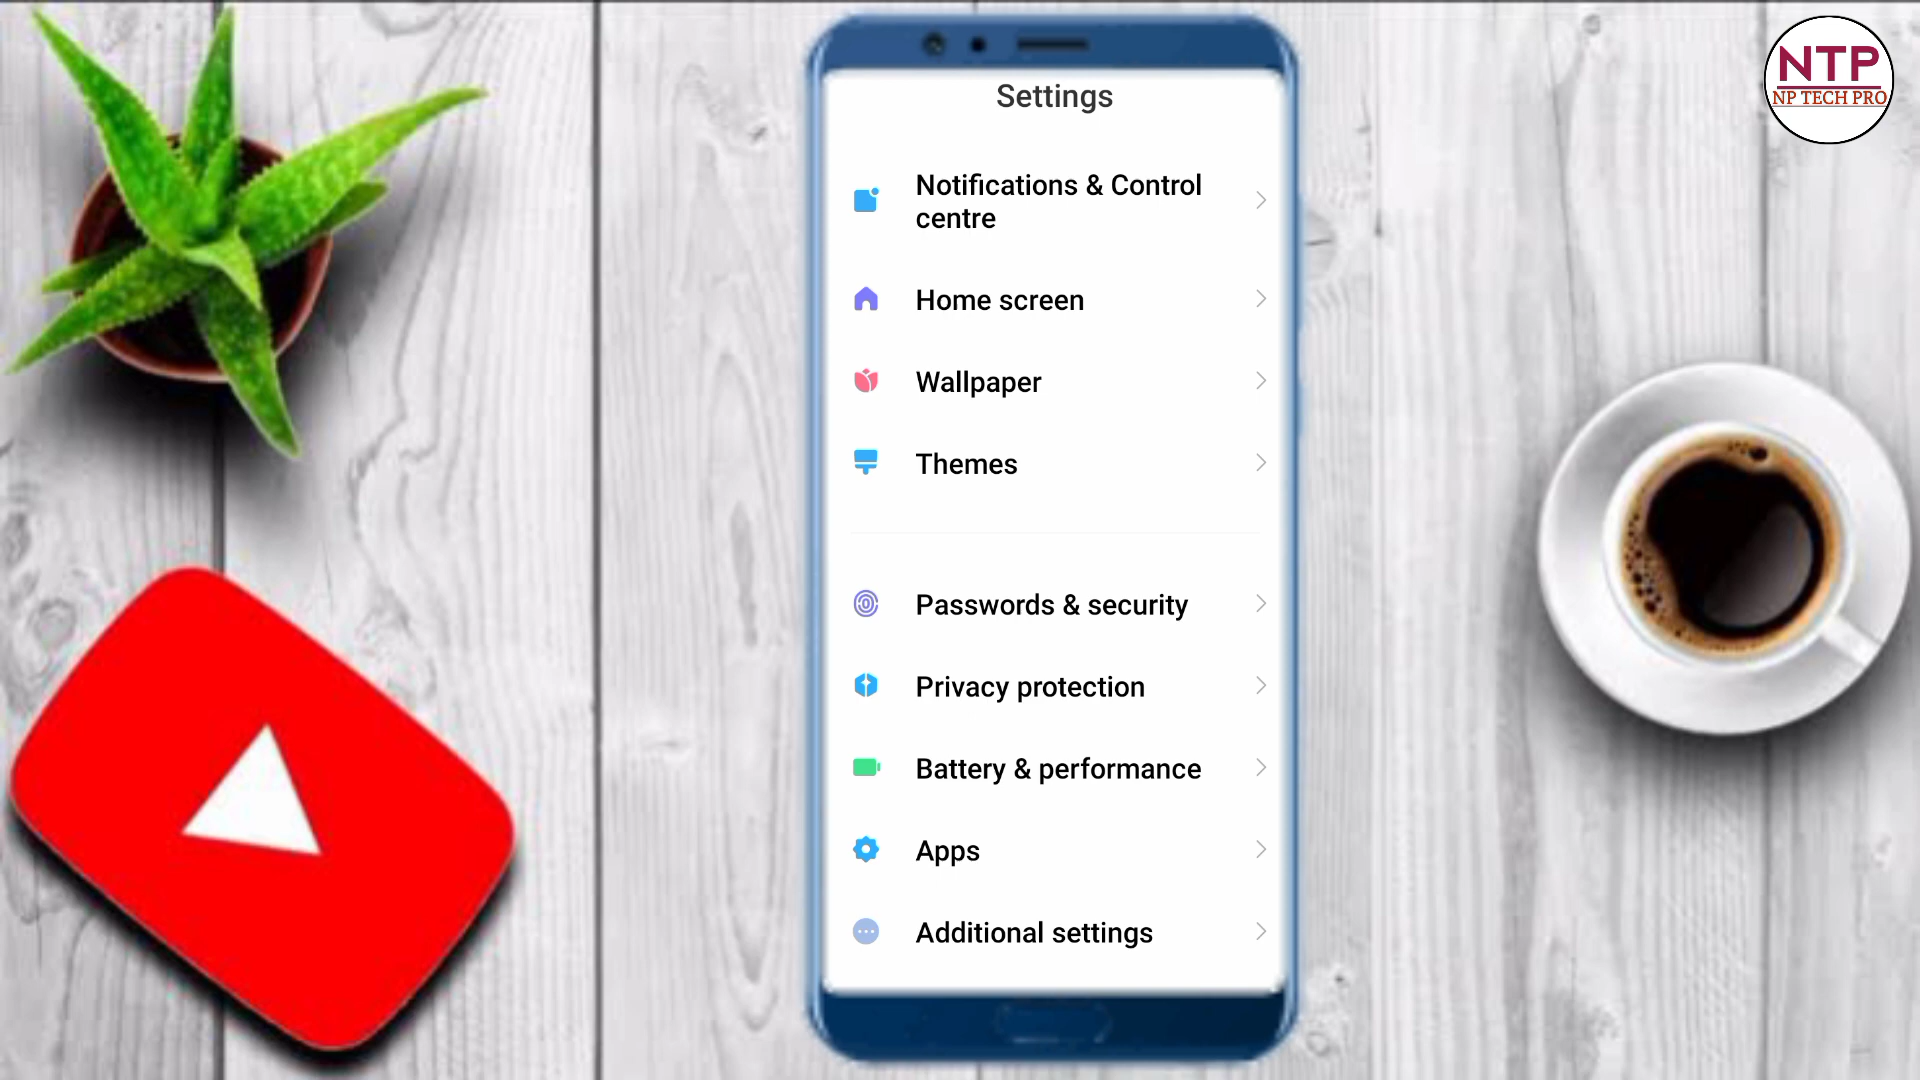 Settings
NTP
NP TECH PRO
Notifications & Control
centre
Home screen
Wallpaper
Themes
Passwords & security
Privacy protection
Battery & performance
Apps
Additional settings